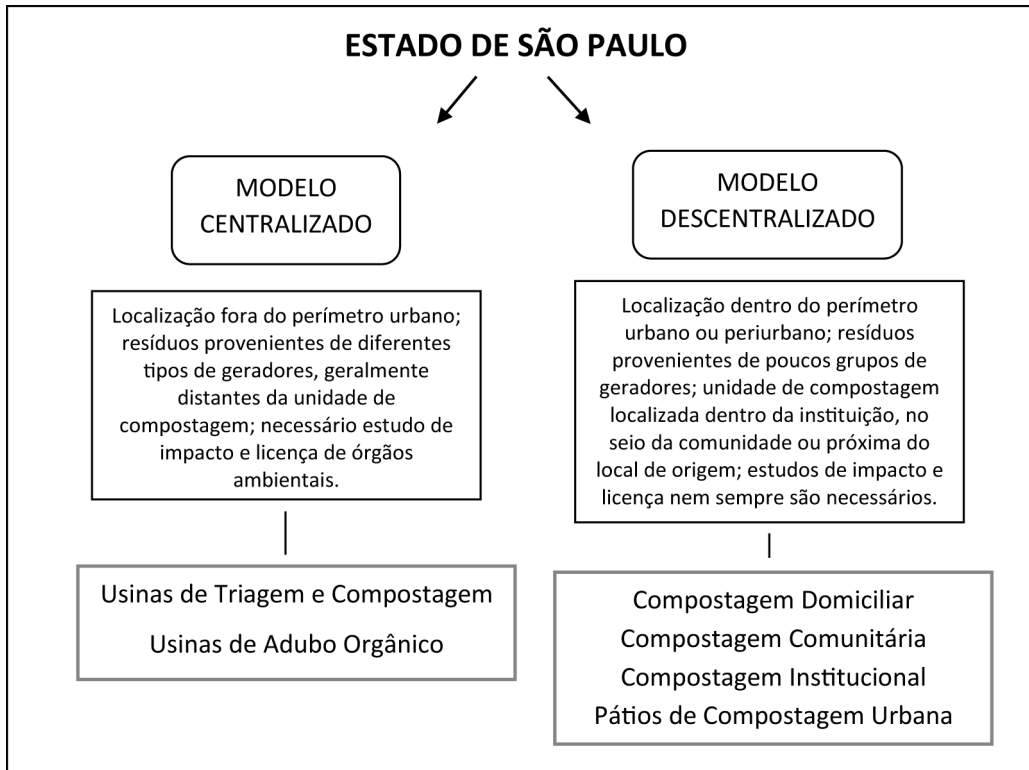 ESTADO DE SÃO PAULO
MODELO
CENTRALIZADO
Localização fora do perímetro urbano;
resíduos provenientes de diferentes
tipos de geradores, geralmente
distantes da unidade de
compostagem; necessário estudo de
impacto e licença de órgãos
ambientais.
Usinas de Triagem e Compostagem
Usinas de Adubo Orgânico
MODELO
DESCENTRALIZADO
Localização dentro do perímetro
urbano ou periurbano; resíduos
provenientes de poucos grupos de
geradores; unidade de compostagem
localizada dentro da instituição, no
seio da comunidade ou próxima do
local de origem; estudos de impacto e
licença nem sempre são necessários.
Compostagem Domiciliar
Compostagem Comunitária
Compostagem Institucional
Pátios de Compostagem Urbana